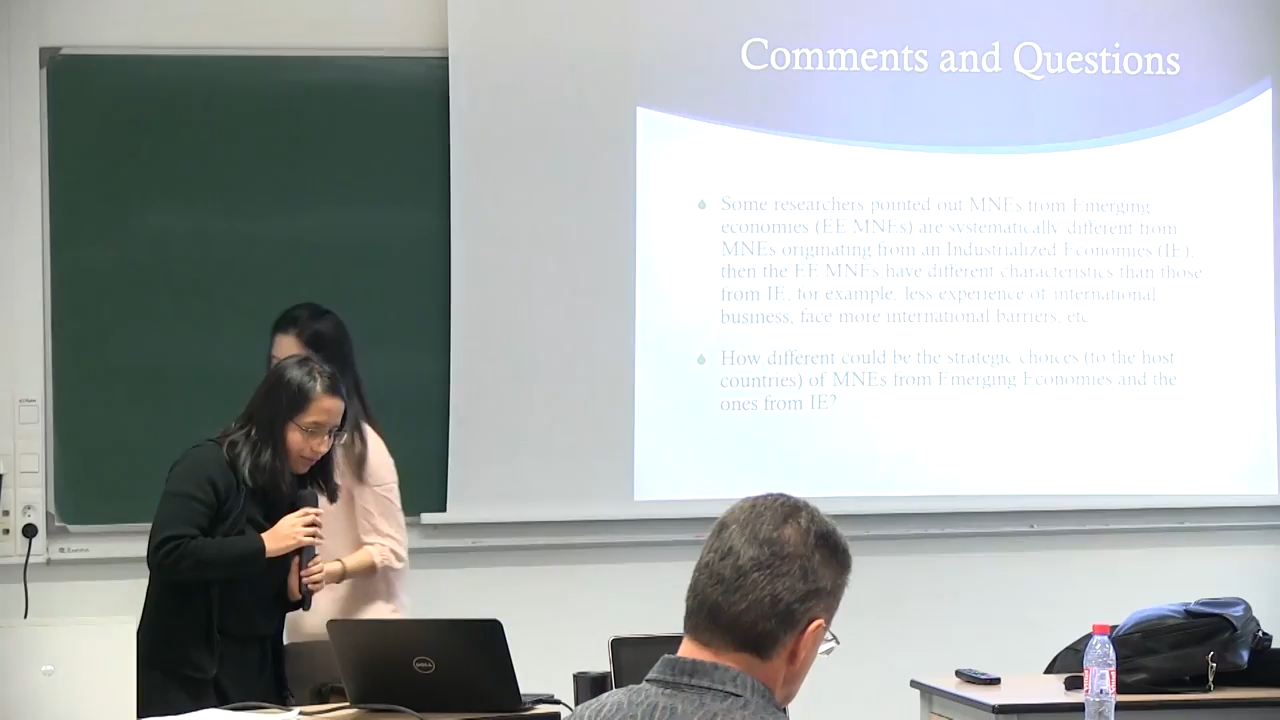 Comments and Questions
Some researchers pointed out MNEs from Emerging
economies (EE MNEs) are systematically different from
MNEs originating from an Industrialized Economies (IE),
then the EE MNEs have different characteristics than those
from IE, for example, less experience of international
business, face more international barriers, etc
How different could be the strategic choices (to the host
countries) of MNEs from Emerging Economies and the
ones from IE?
DELL